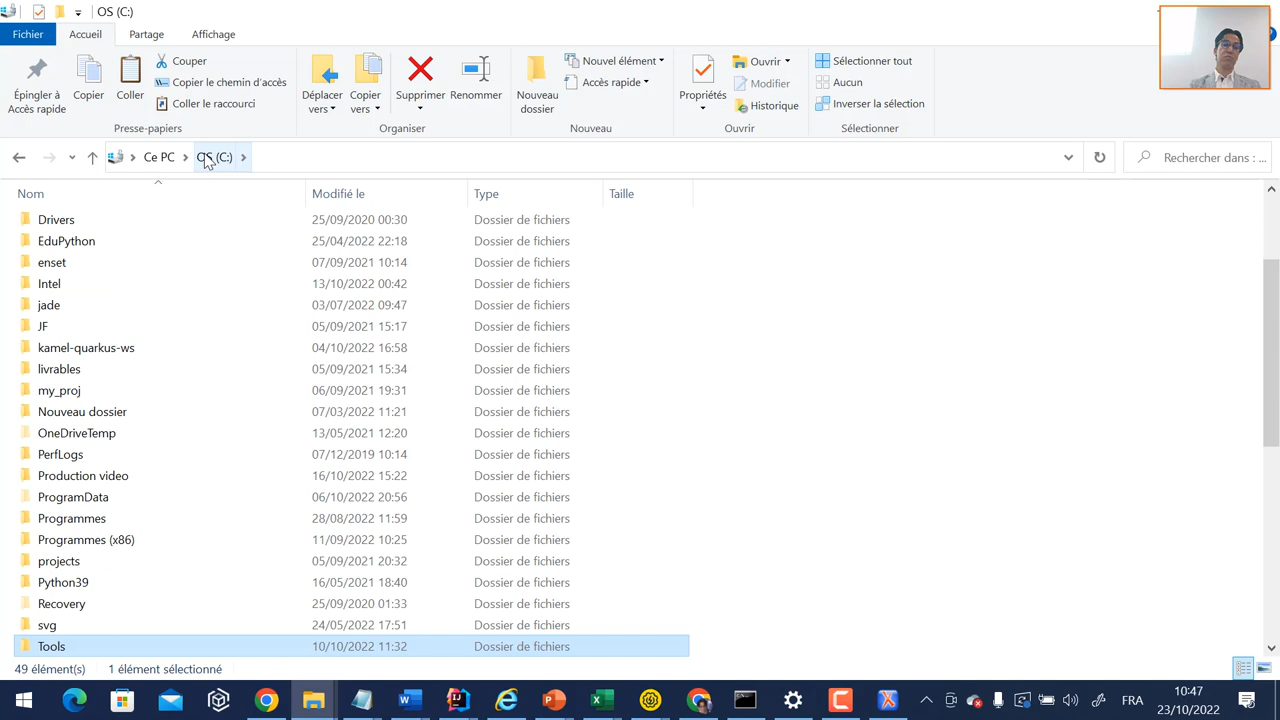 OS (C:)
Fichier Accueil Partage Affichage
Épingler à Accès rapide
Copier
Coller
Couper
Copier le chemin d'accès
Coller le raccourci
Presse-papiers
Déplacer vers
Copier vers
Supprimer
Renommer
Organiser
Nouveau dossier
Nouvel élément
Accès rapide
Nouveau
Propriétés
Ouvrir
Modifier
Historique
Ouvrir
Sélectionner tout
Aucun
Inverser la sélection
Sélectionner
Ce PC OS (C:)
Rechercher dans : ...
Nom Modifié le Type Taille
Drivers 25/09/2020 00:30 Dossier de fichiers
EduPython 25/04/2022 22:18 Dossier de fichiers
enset 07/09/2021 10:14 Dossier de fichiers
Intel 13/10/2022 00:42 Dossier de fichiers
jade 03/07/2022 09:47 Dossier de fichiers
JF 05/09/2021 15:17 Dossier de fichiers
kamel-quarkus-ws 04/10/2022 16:58 Dossier de fichiers
livrables 05/09/2021 15:34 Dossier de fichiers
my_proj 06/09/2021 19:31 Dossier de fichiers
Nouveau dossier 07/03/2022 11:21 Dossier de fichiers
OneDriveTemp 13/05/2021 12:20 Dossier de fichiers
PerfLogs 07/12/2019 10:14 Dossier de fichiers
Production video 16/10/2022 15:22 Dossier de fichiers
ProgramData 06/10/2022 20:56 Dossier de fichiers
Programmes 28/08/2022 11:59 Dossier de fichiers
Programmes (x86) 11/09/2022 10:25 Dossier de fichiers
projects 05/09/2021 20:32 Dossier de fichiers
Python39 16/05/2021 18:40 Dossier de fichiers
Recovery 25/09/2020 01:33 Dossier de fichiers
svg 24/05/2022 17:51 Dossier de fichiers
Tools 10/10/2022 11:32 Dossier de fichiers
49 élément(s) 1 élément sélectionné
FRA
10:47
23/10/2022